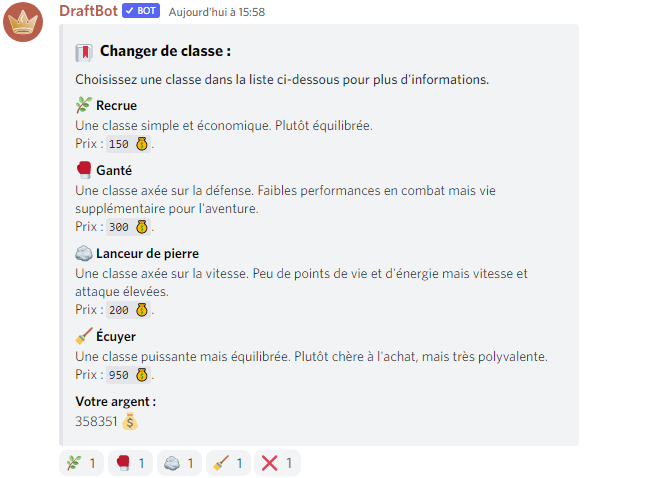 DraftBot ✓ BOT Aujourd'hui à 15:58
Changer de classe :
Choisissez une classe dans la liste ci-dessous pour plus d'informations.
Recrue
Une classe simple et économique. Plutôt équilibrée.
Prix : 150 .
Ganté
Une classe axée sur la défense. Faibles performances en combat mais vie
supplémentaire pour l'aventure.
Prix : 300 .
Lanceur de pierre
Une classe axée sur la vitesse. Peu de points de vie et d'énergie mais vitesse et
attaque élevées.
Prix : 200 .
Écuyer
Une classe puissante mais équilibrée. Plutôt chère à l'achat, mais très polyvalente.
Prix : 950 .
Votre argent :
358351
1 1 1 1 1